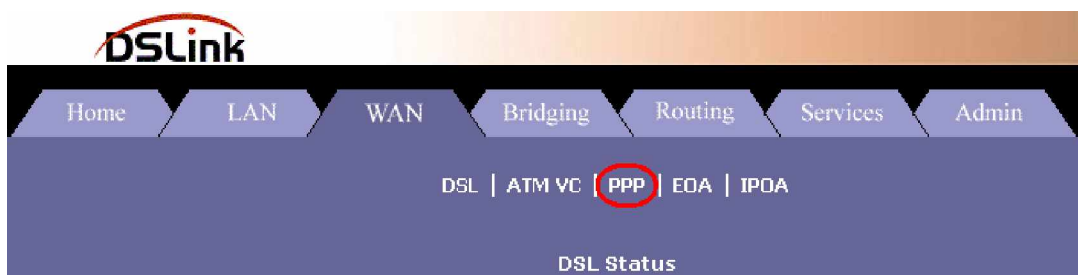 DSLink
Home LAN WAN Bridging Routing Services Admin
DSL | ATM VC | PPP | EOA | IPOA
DSL Status